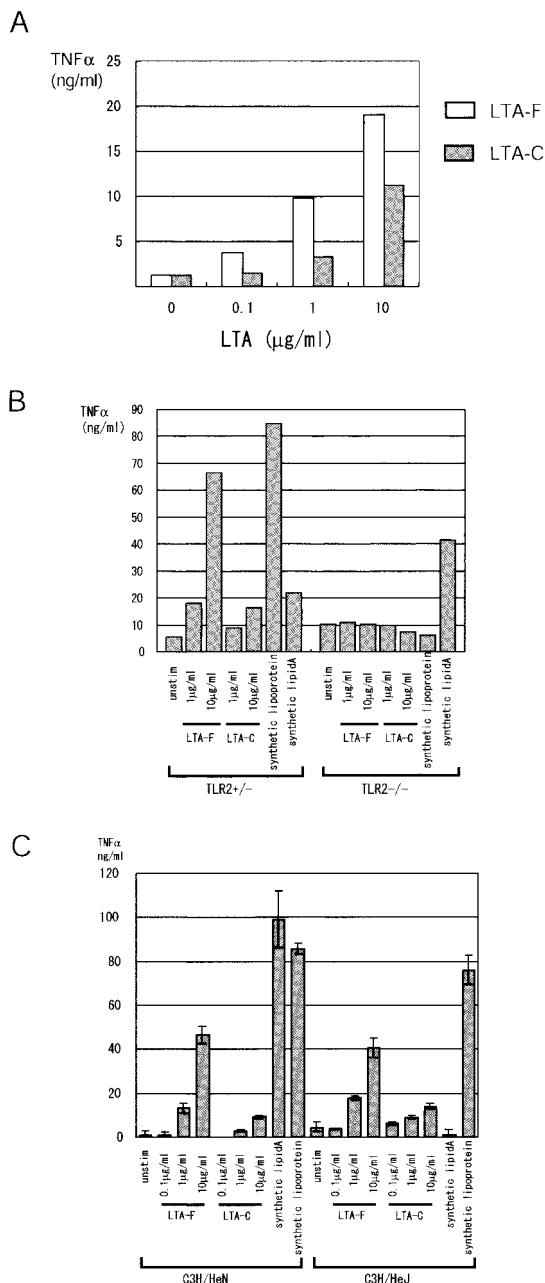 A
TNFα
(ng/ml)
25
20
15
10
5
0
0.1
1
10
LTA (μg/ml)
LTA-F
LTA-C
B
TNFα
(ng/ml)
90
80
70
60
50
40
30
20
10
0
unstim
1μg/ml
10μg/ml
1μg/ml
10μg/ml
synthetic lipoprotein
synthetic lipidA
unstim
1μg/ml
10μg/ml
1μg/ml
10μg/ml
synthetic lipoprotein
synthetic lipidA
LTA-F
LTA-C
LTA-F
LTA-C
TLR2+/-
TLR2-/-
C
TNFα
ng/ml
120
100
80
60
40
20
0
unstim
0.1μg/ml
1μg/ml
10μg/ml
0.1μg/ml
1μg/ml
10μg/ml
synthetic lipidA
synthetic lipoprotein
unstim
0.1μg/ml
1μg/ml
10μg/ml
0.1μg/ml
1μg/ml
10μg/ml
synthetic lipidA
synthetic lipoprotein
LTA-F
LTA-C
LTA-F
LTA-C
C3H/HeN
C3H/HeJ